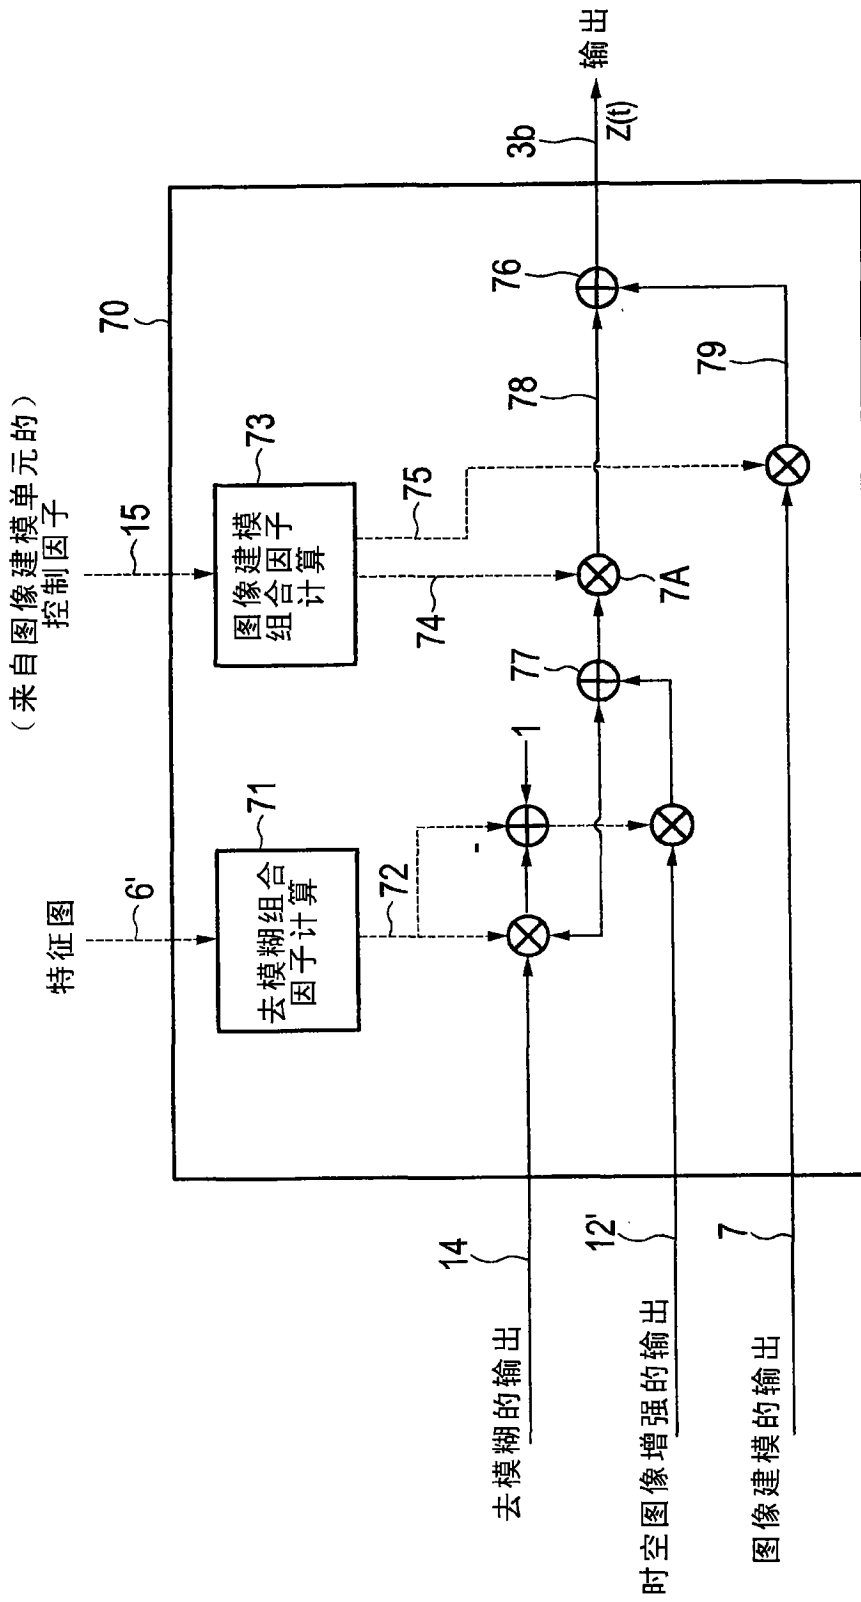 （来自图像建模单元的）
控制因子
15
特征图
6'
70
去模糊组合
因子计算
71
72
图像建模
组合因子
计算
73
74
75
-
1
77
7A
78
76
79
3b
Z(t)
输出
去模糊的输出
14
时空图像增强的输出
12'
图像建模的输出
7